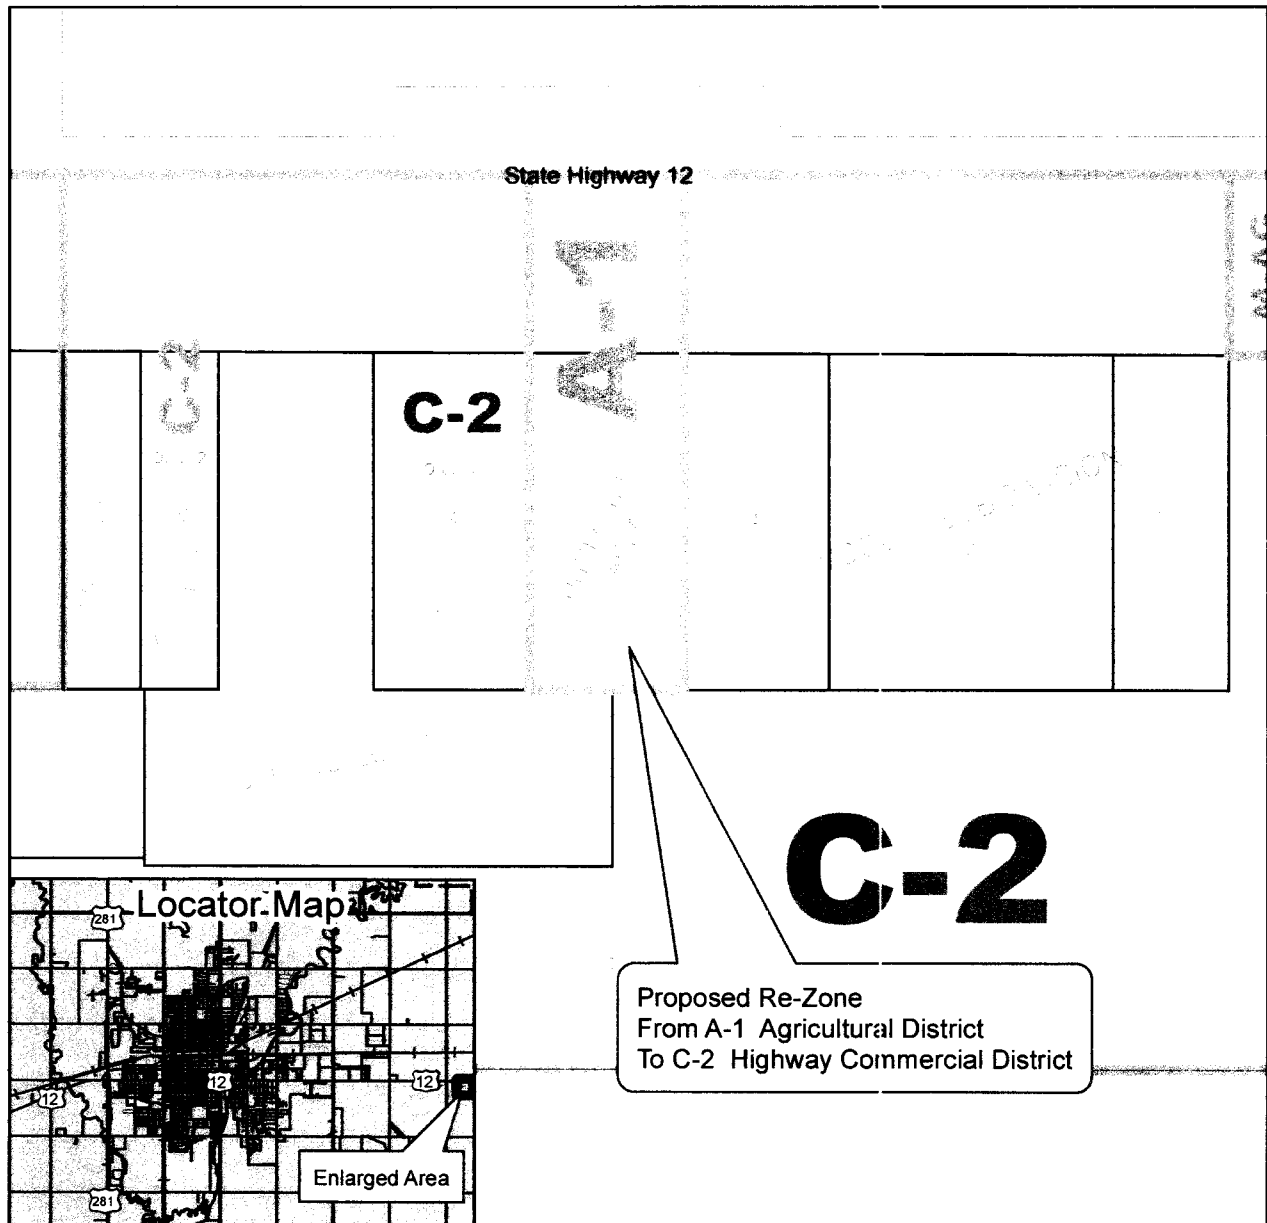 State Highway 12
A-1
C-2
C-2
C-2
Locator Map
281
12
12
12
281
Enlarged Area
Proposed Re-Zone
From A-1 Agricultural District
To C-2 Highway Commercial District